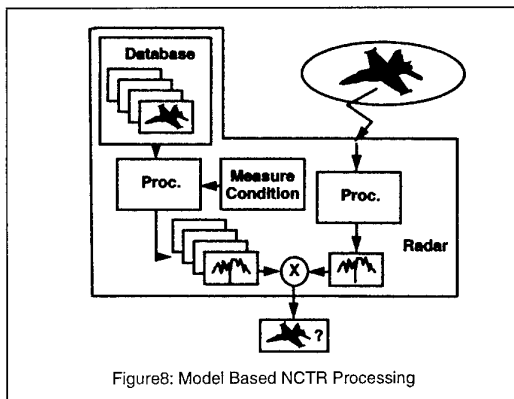 Database
Proc.
Measure
Condition
Proc.
Radar
X
?
Figure8: Model Based NCTR Processing